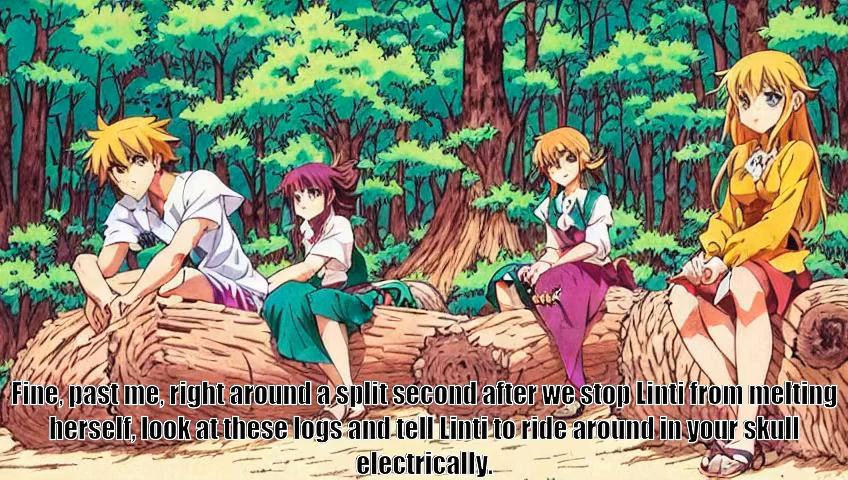 Fine, past me, right around a split second after we stop Linti from melting
herself, look at these logs and tell Linti to ride around in your skull
electrically.